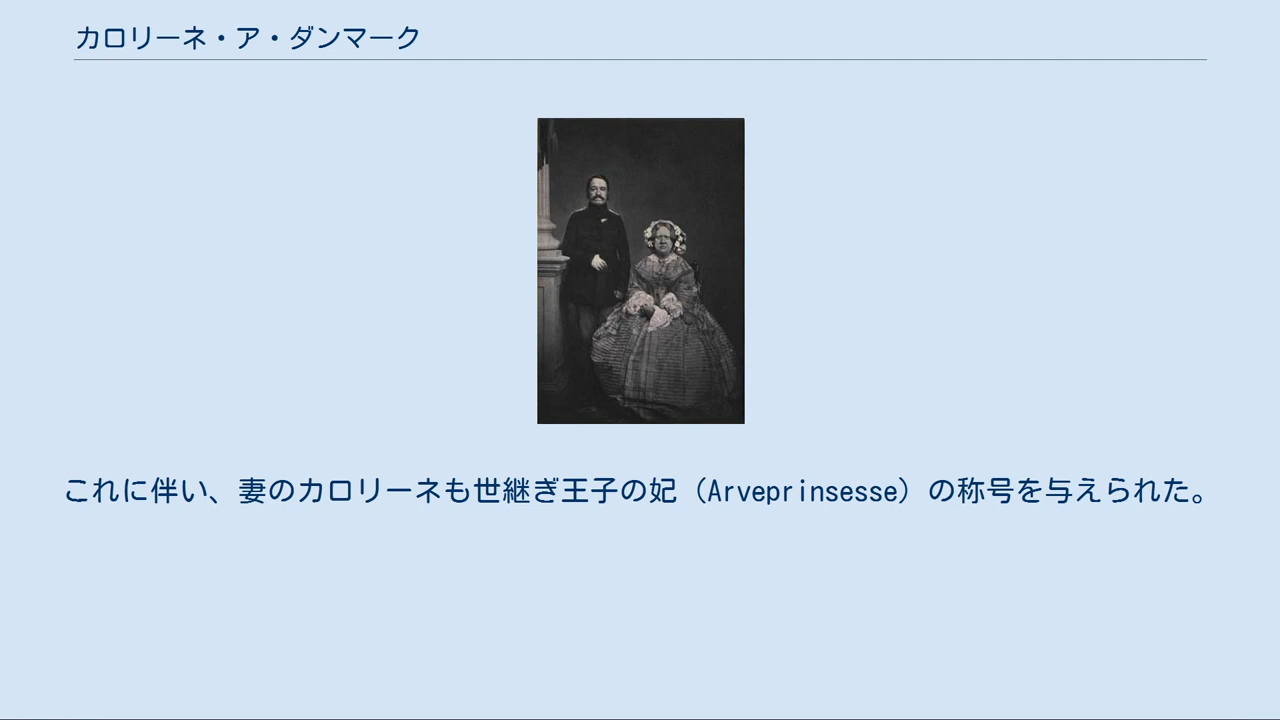 カロリーネ・ア・ダンマーク
これに伴い、妻のカロリーネも世継ぎ王子の妃（Arveprinsesse）の称号を与えられた。